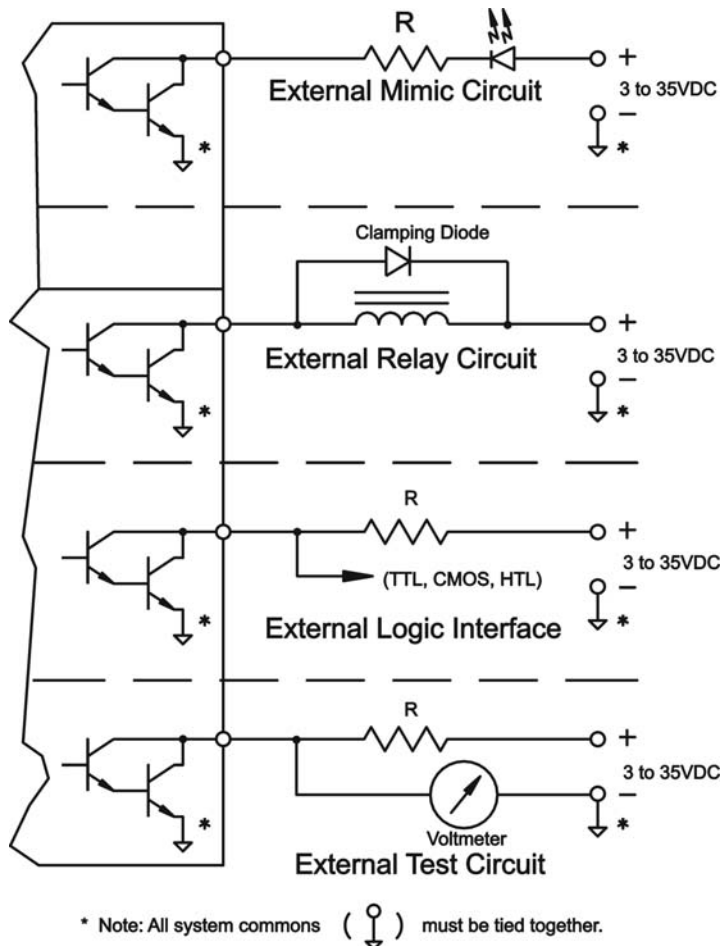 R
External Mimic Circuit
+
3 to 35VDC
−
*
*
Clamping Diode
External Relay Circuit
+
3 to 35VDC
−
*
*
R
(TTL, CMOS, HTL)
External Logic Interface
+
3 to 35VDC
−
*
*
R
+
3 to 35VDC
−
Voltmeter
*
*
External Test Circuit
* Note: All system commons ( ) must be tied together.